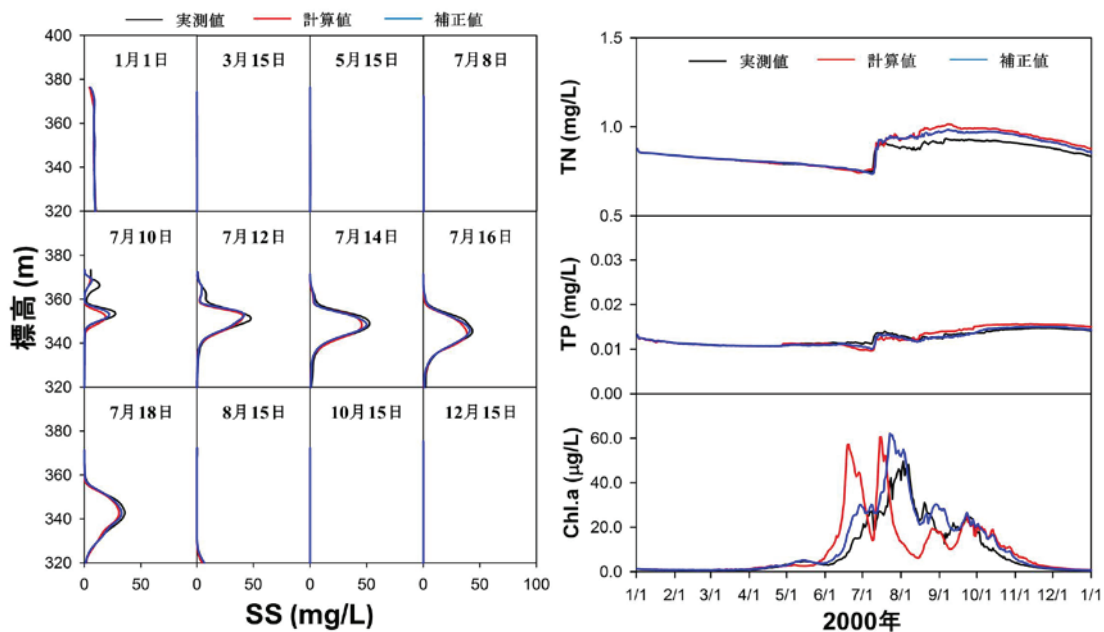 実測値 計算値 補正値
400
1月1日 3月15日 5月15日 7月8日
380
360
340
320
7月10日 7月12日 7月14日 7月16日
380
360
340
320
7月18日 8月15日 10月15日 12月15日
380
360
340
320
0 50 0 50 0 50 0 50 100
標高 (m)
SS (mg/L)
1.5
実測値 計算値 補正値
1.0
0.5
TN (mg/L)
0.03
0.02
0.01
0.00
TP (mg/L)
60.0
40.0
20.0
0.0
Chl.a (µg/L)
1/1 2/1 3/1 4/1 5/1 6/1 7/1 8/1 9/1 10/1 11/1 12/1 1/1
2000年